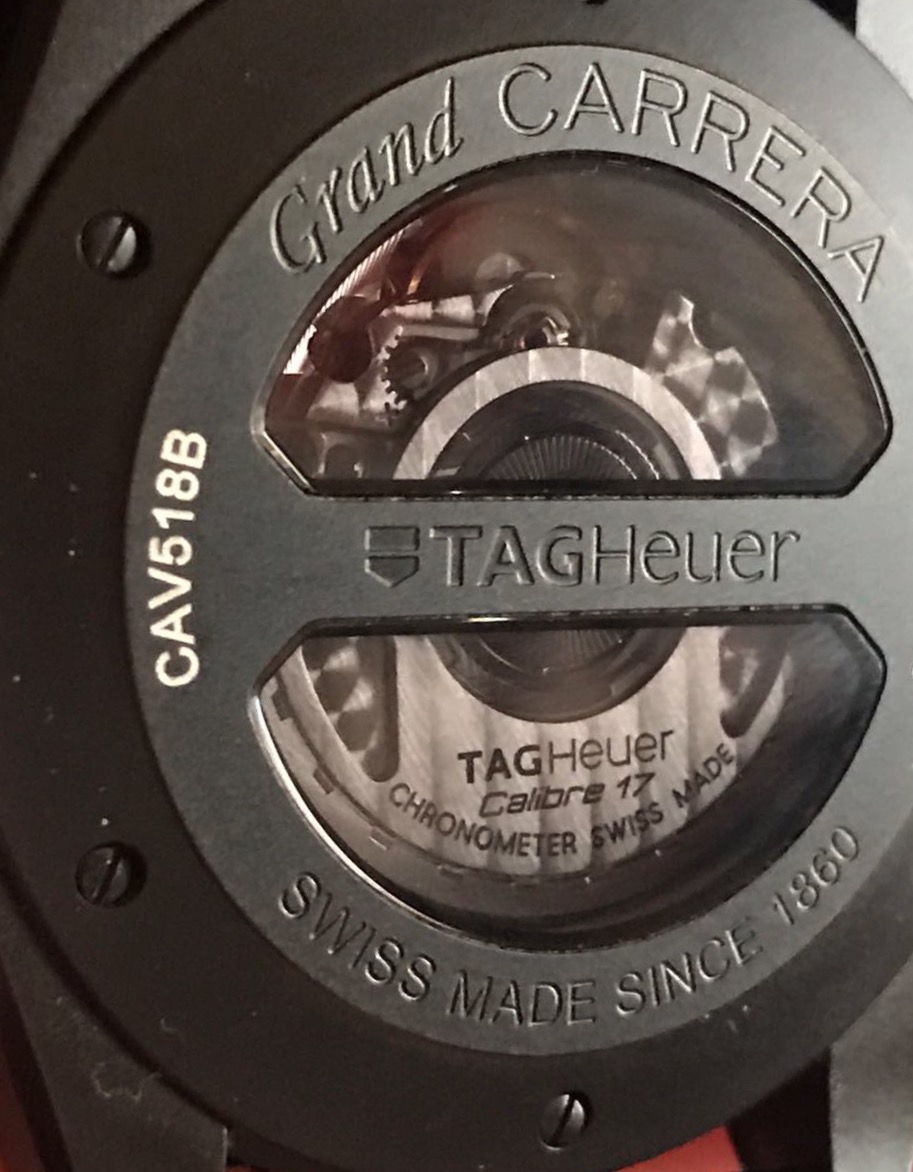 Grand CARRERA
CAV518B
TAGHeuer
TAGHeuer
Calibre 17
CHRONOMETER SWISS MADE
SWISS MADE SINCE 1860